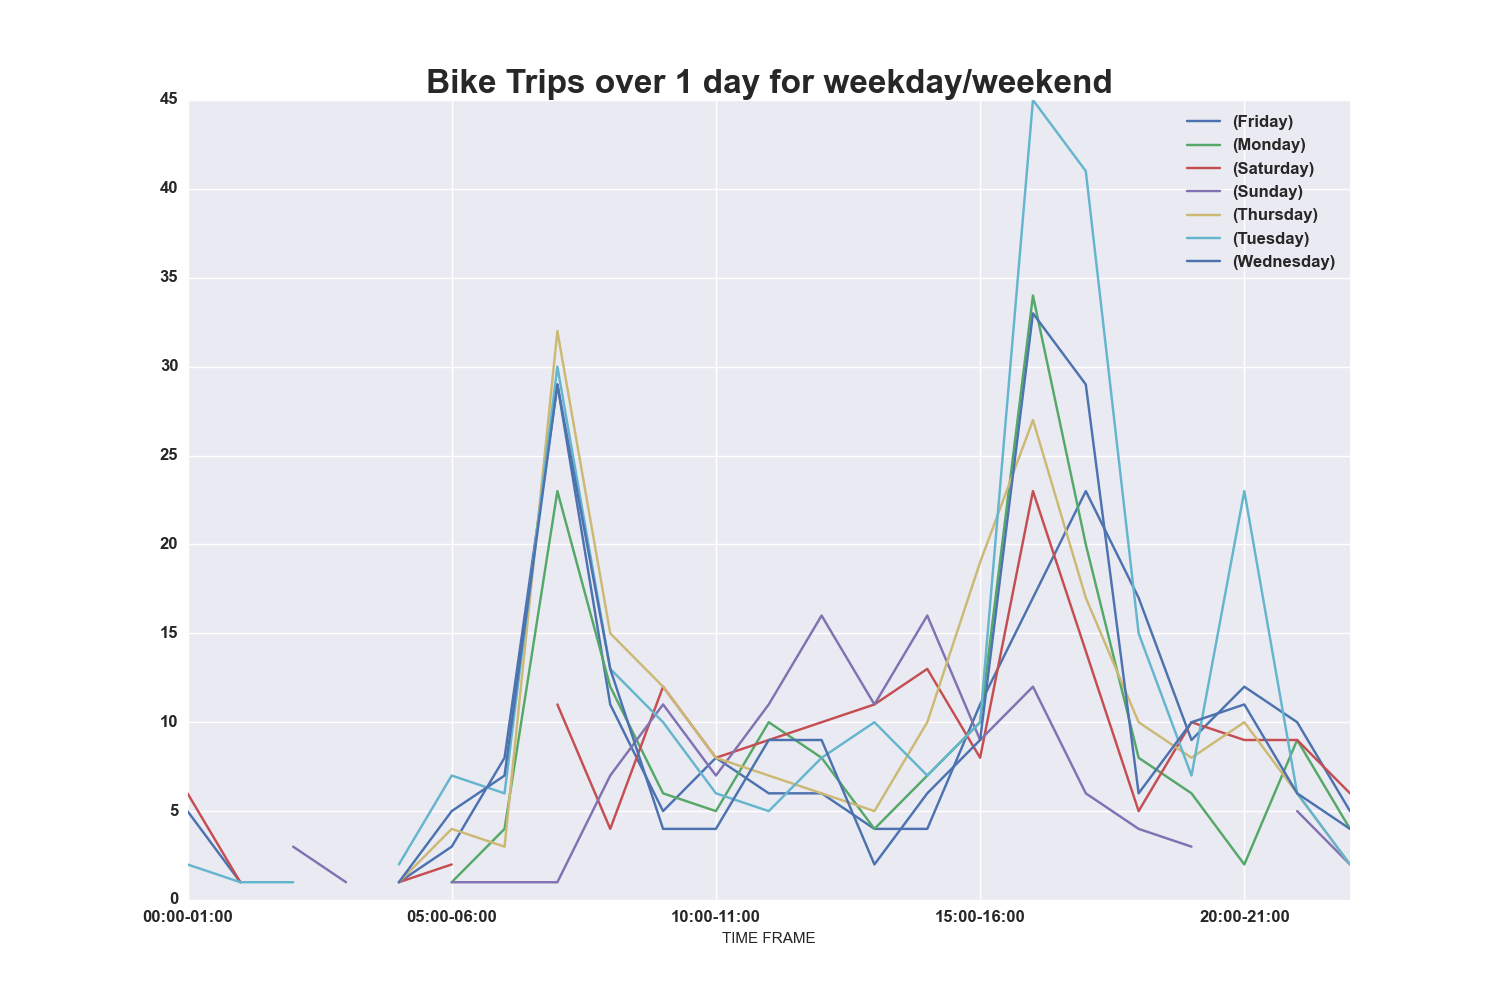 Bike Trips over 1 day for weekday/weekend
45
40
35
30
25
20
15
10
5
0
(Friday)
(Monday)
(Saturday)
(Sunday)
(Thursday)
(Tuesday)
(Wednesday)
00:00-01:00 05:00-06:00 10:00-11:00 15:00-16:00 20:00-21:00
TIME FRAME